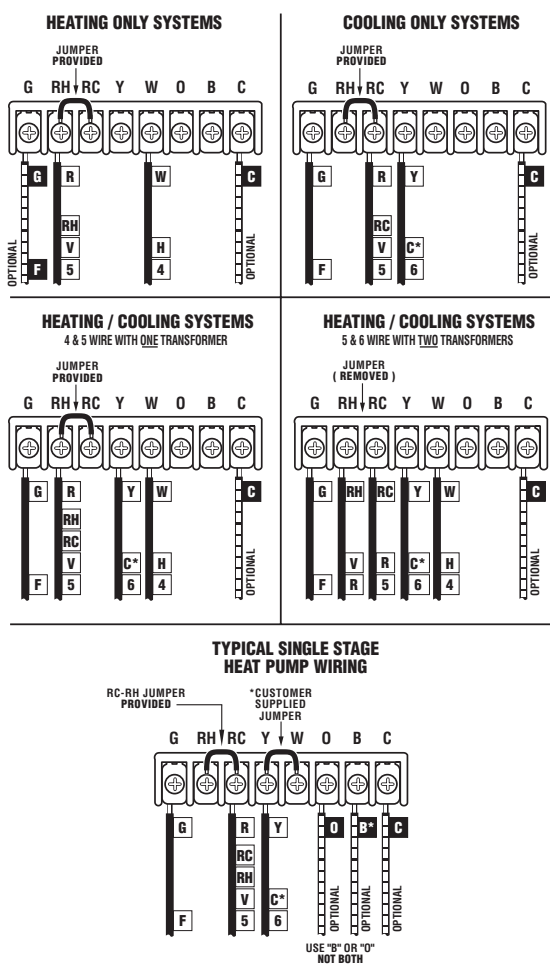 HEATING ONLY SYSTEMS
JUMPER
PROVIDED
G RH RC Y W O B C
G R W C
RH
V H
F 5 4
OPTIONAL OPTIONAL
COOLING ONLY SYSTEMS
JUMPER
PROVIDED
G RH RC Y W O B C
G R Y C
RC
V C*
F 5 6
OPTIONAL
HEATING / COOLING SYSTEMS
4 & 5 WIRE WITH ONE TRANSFORMER
JUMPER
PROVIDED
G RH RC Y W O B C
G R Y W C
RH
RC
V C* H
F 5 6 4
OPTIONAL
HEATING / COOLING SYSTEMS
5 & 6 WIRE WITH TWO TRANSFORMERS
JUMPER
( REMOVED )
G RH RC Y W O B C
G RH RC Y W C
V R C* H
F R 5 6 4
OPTIONAL
TYPICAL SINGLE STAGE
HEAT PUMP WIRING
RC-RH JUMPER
PROVIDED
*CUSTOMER
SUPPLIED
JUMPER
G RH RC Y W O B C
G R Y O B* C
RC
RH
V C*
F 5 6
OPTIONAL OPTIONAL OPTIONAL
USE "B" OR "O"
NOT BOTH